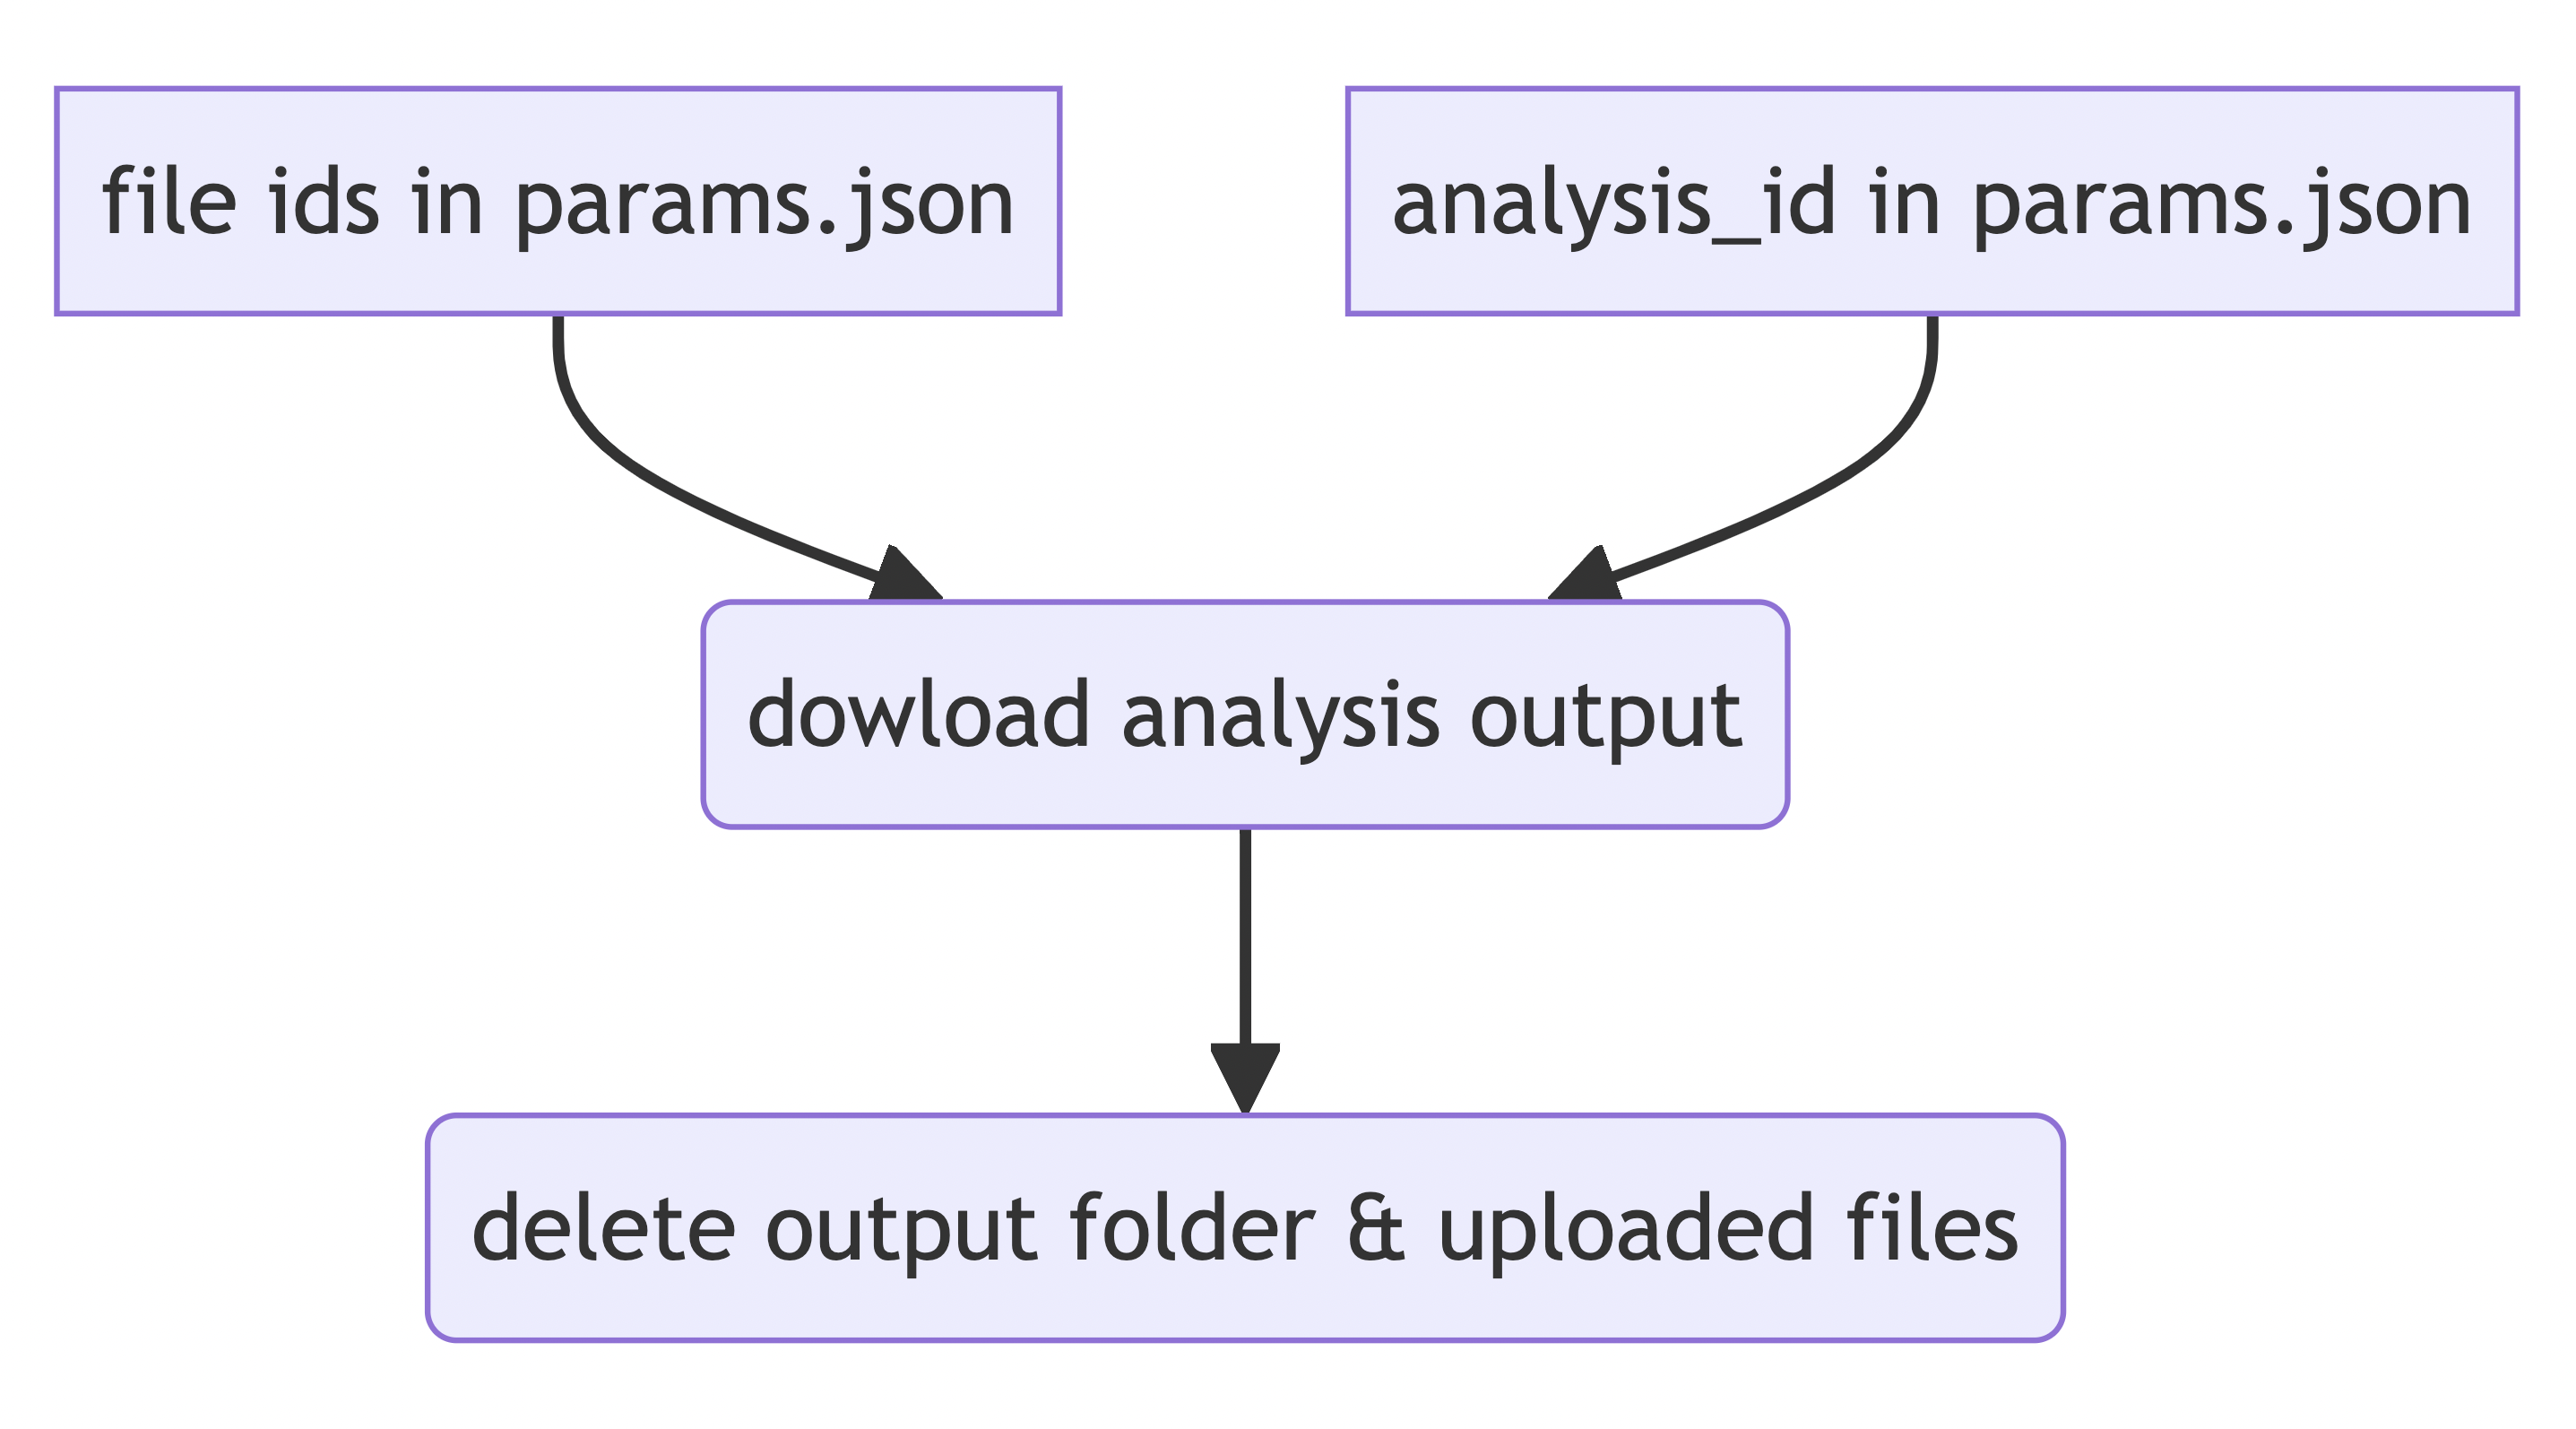 file ids in params.json
analysis_id in params.json
dowload analysis output
delete output folder & uploaded files